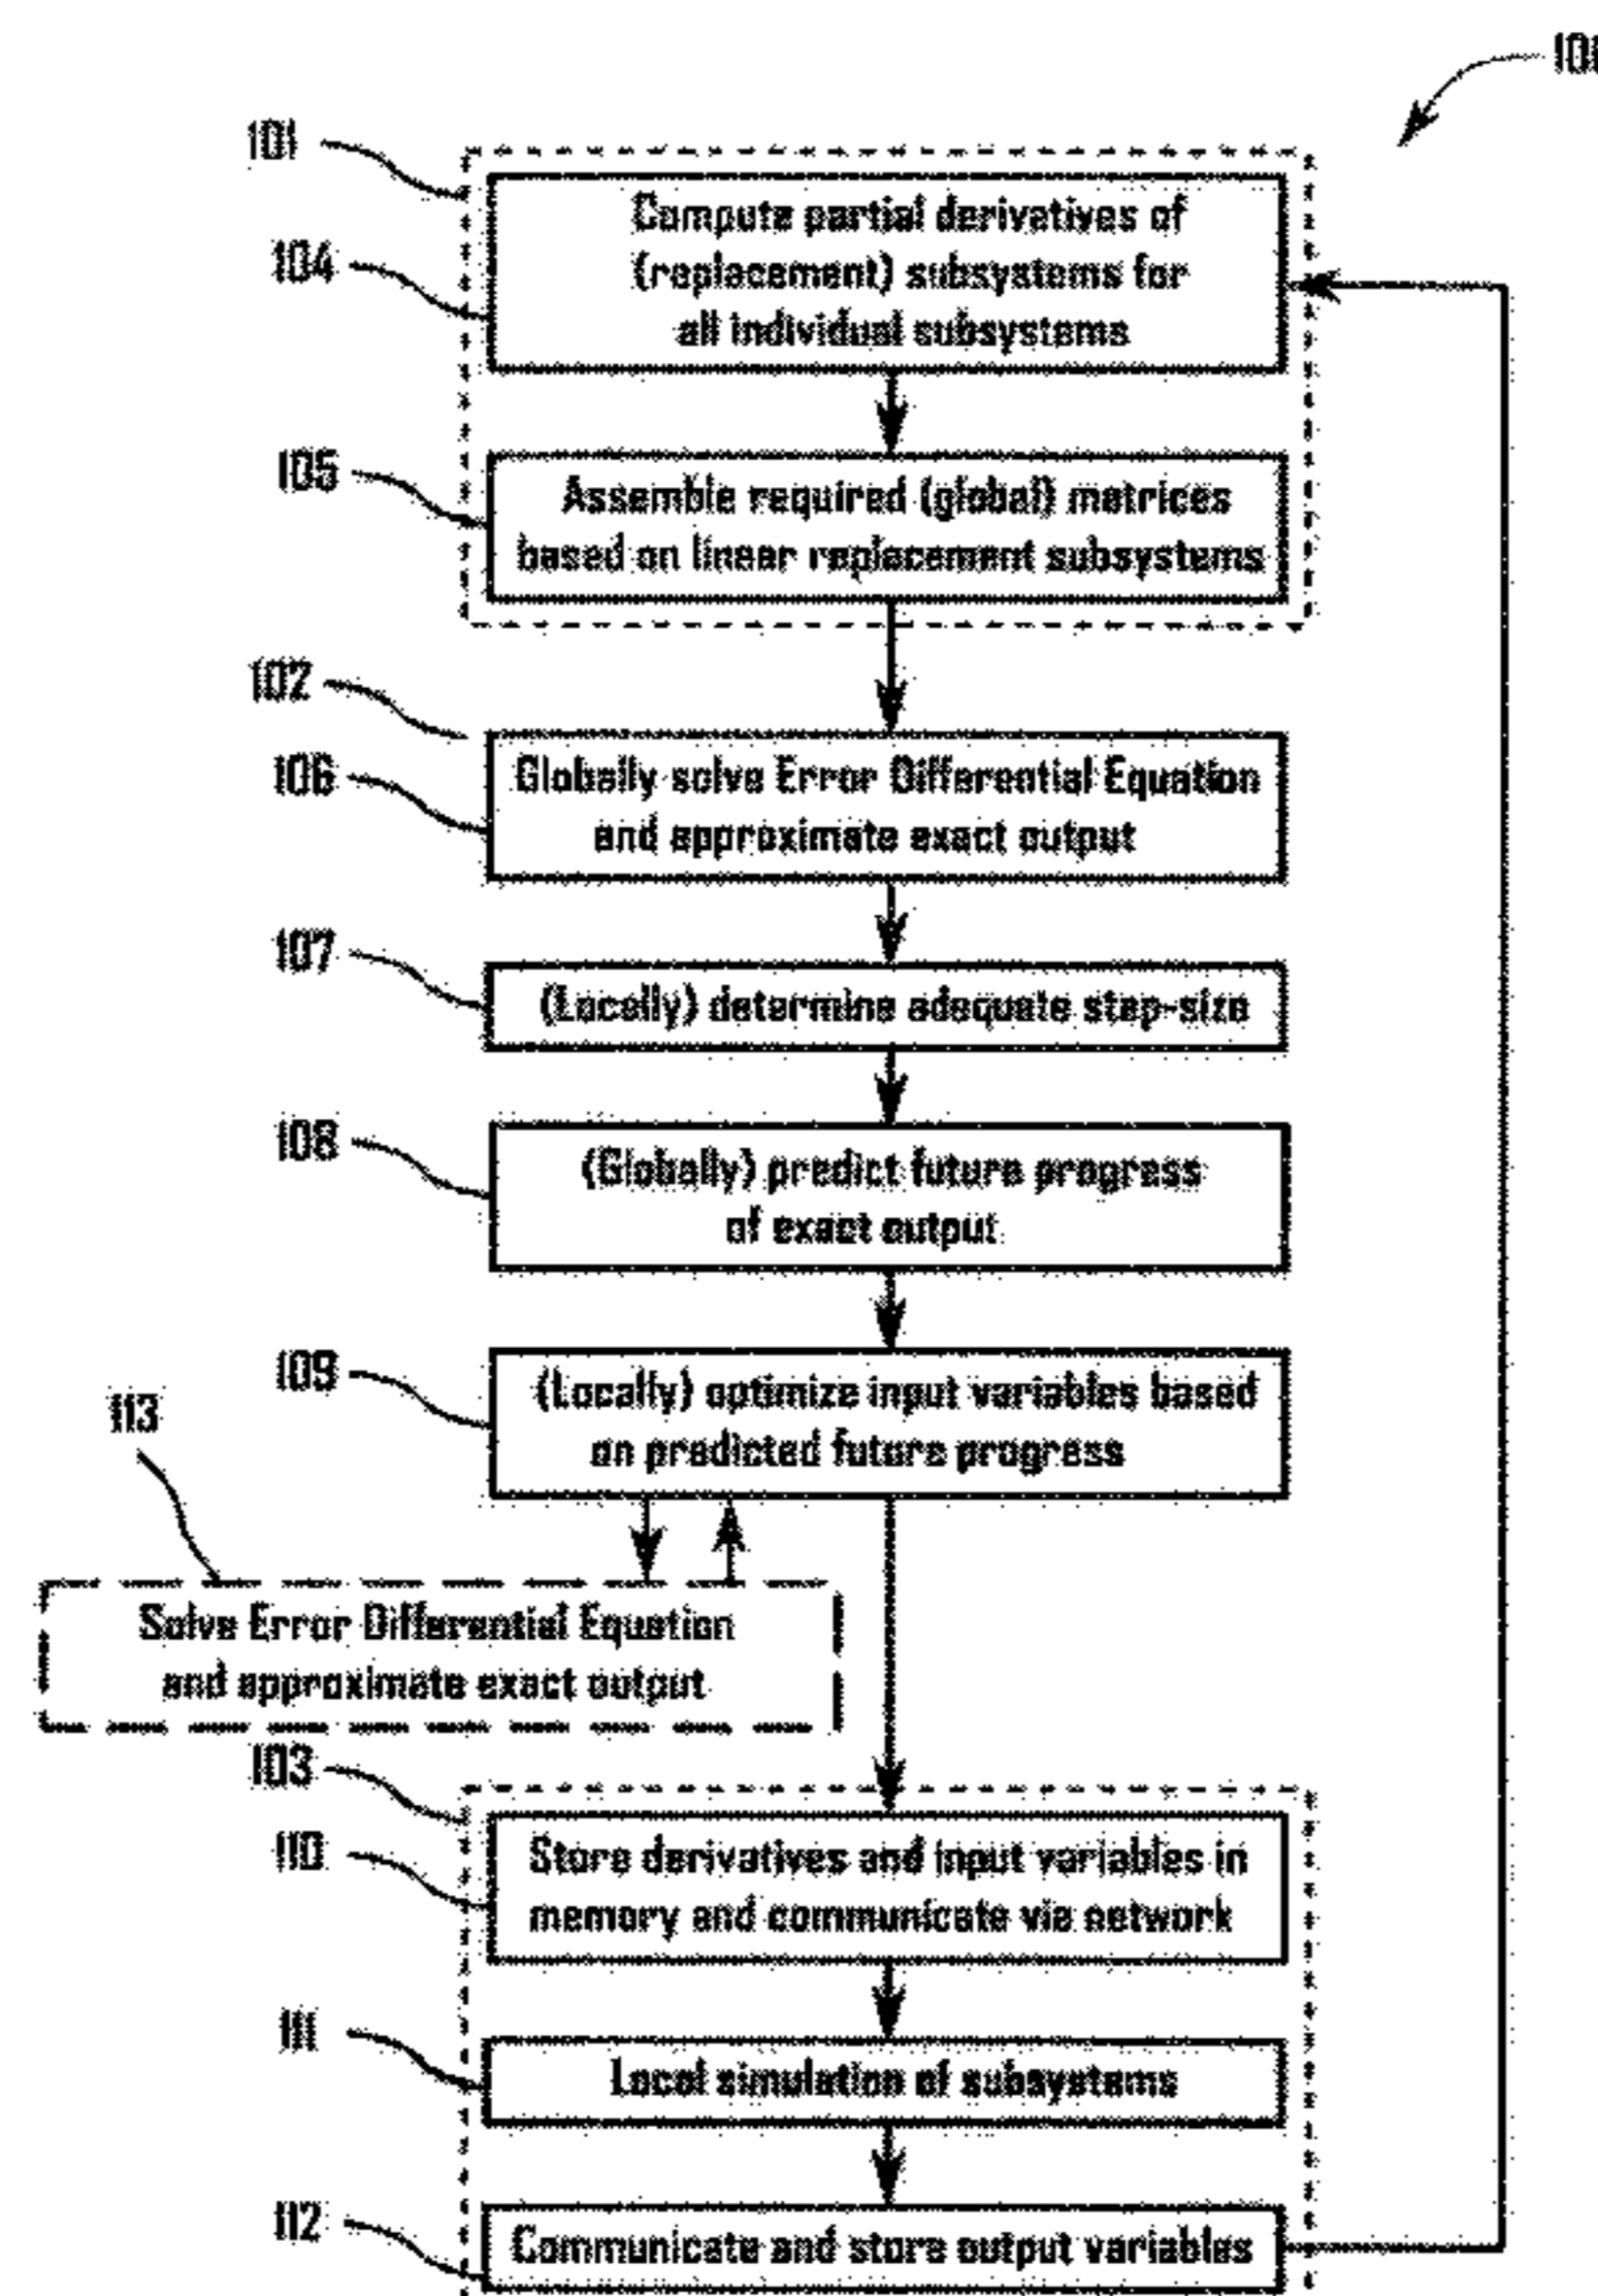 101
Compute partial derivatives of
(replacement) subsystems for
all individual subsystems
104
105
Assemble required (global) matrices
based on linear replacement subsystems
102
106
Globally solve Error Differential Equation
and approximate exact output
107
(Locally) determine adequate step-size
108
(Globally) predict future progress
of exact output
109
(Locally) optimize input variables based
on predicted future progress
113
Solve Error Differential Equation
and approximate exact output
103
110
Store derivatives and input variables in
memory and communicate via network
111
Local simulation of subsystems
112
Communicate and store output variables